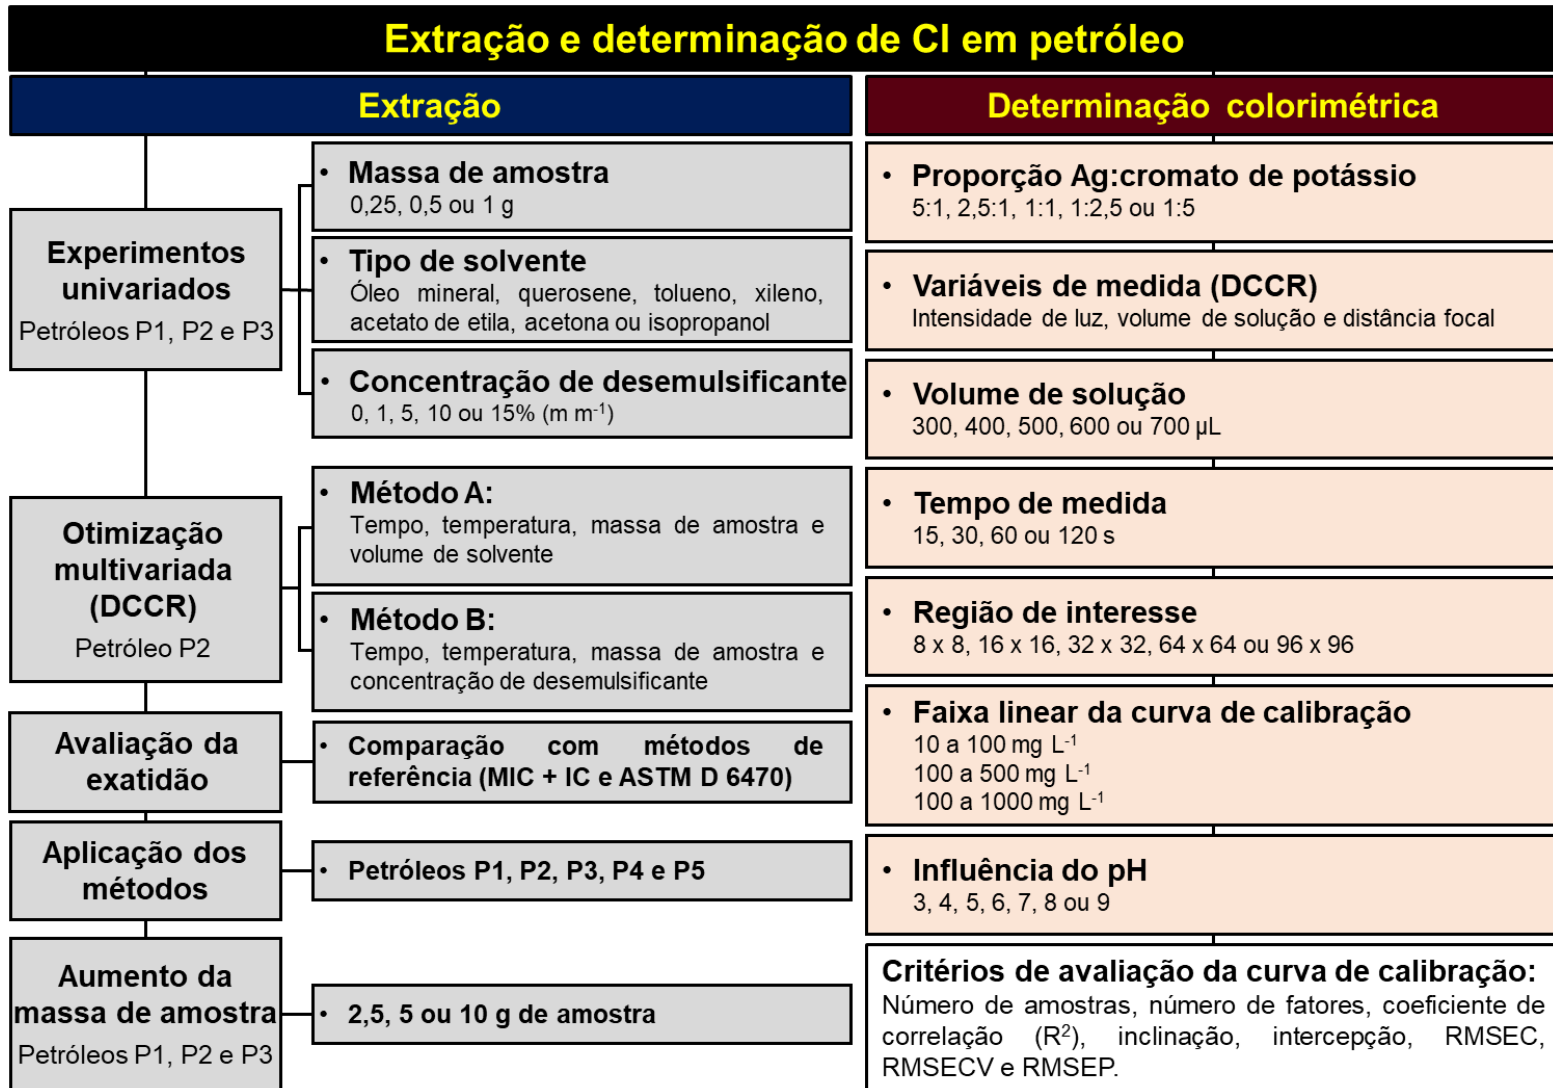 Extração e determinação de Cl em petróleo
Extração
Experimentos
univariados
Petróleos P1, P2 e P3
• Massa de amostra
0,25, 0,5 ou 1 g
• Tipo de solvente
Óleo mineral, querosene, tolueno, xileno,
acetato de etila, acetona ou isopropanol
• Concentração de desemulsificante
0, 1, 5, 10 ou 15% (m m⁻¹)
Otimização
multivariada
(DCCR)
Petróleo P2
• Método A:
Tempo, temperatura, massa de amostra e
volume de solvente
• Método B:
Tempo, temperatura, massa de amostra e
concentração de desemulsificante
Avaliação da
exatidão
• Comparação com métodos de
referência (MIC + IC e ASTM D 6470)
Aplicação dos
métodos
• Petróleos P1, P2, P3, P4 e P5
Aumento da
massa de amostra
Petróleos P1, P2 e P3
• 2,5, 5 ou 10 g de amostra
Determinação colorimétrica
• Proporção Ag:cromato de potássio
5:1, 2,5:1, 1:1, 1:2,5 ou 1:5
• Variáveis de medida (DCCR)
Intensidade de luz, volume de solução e distância focal
• Volume de solução
300, 400, 500, 600 ou 700 µL
• Tempo de medida
15, 30, 60 ou 120 s
• Região de interesse
8 x 8, 16 x 16, 32 x 32, 64 x 64 ou 96 x 96
• Faixa linear da curva de calibração
10 a 100 mg L⁻¹
100 a 500 mg L⁻¹
100 a 1000 mg L⁻¹
• Influência do pH
3, 4, 5, 6, 7, 8 ou 9
Critérios de avaliação da curva de calibração:
Número de amostras, número de fatores, coeficiente de
correlação (R²), inclinação, intercepção, RMSEC,
RMSECV e RMSEP.